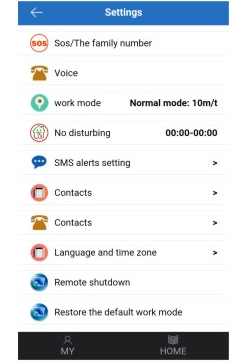 Settings
SOS Sos/The family number
Voice
work mode Normal mode: 10m/t
No disturbing 00:00-00:00
SMS alerts setting >
Contacts >
Contacts >
Language and time zone >
Remote shutdown
Restore the default work mode
MY HOME